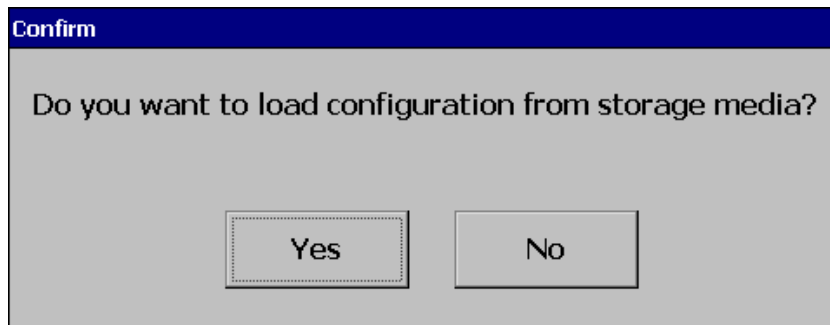 Confirm
Do you want to load configuration from storage media?
Yes No